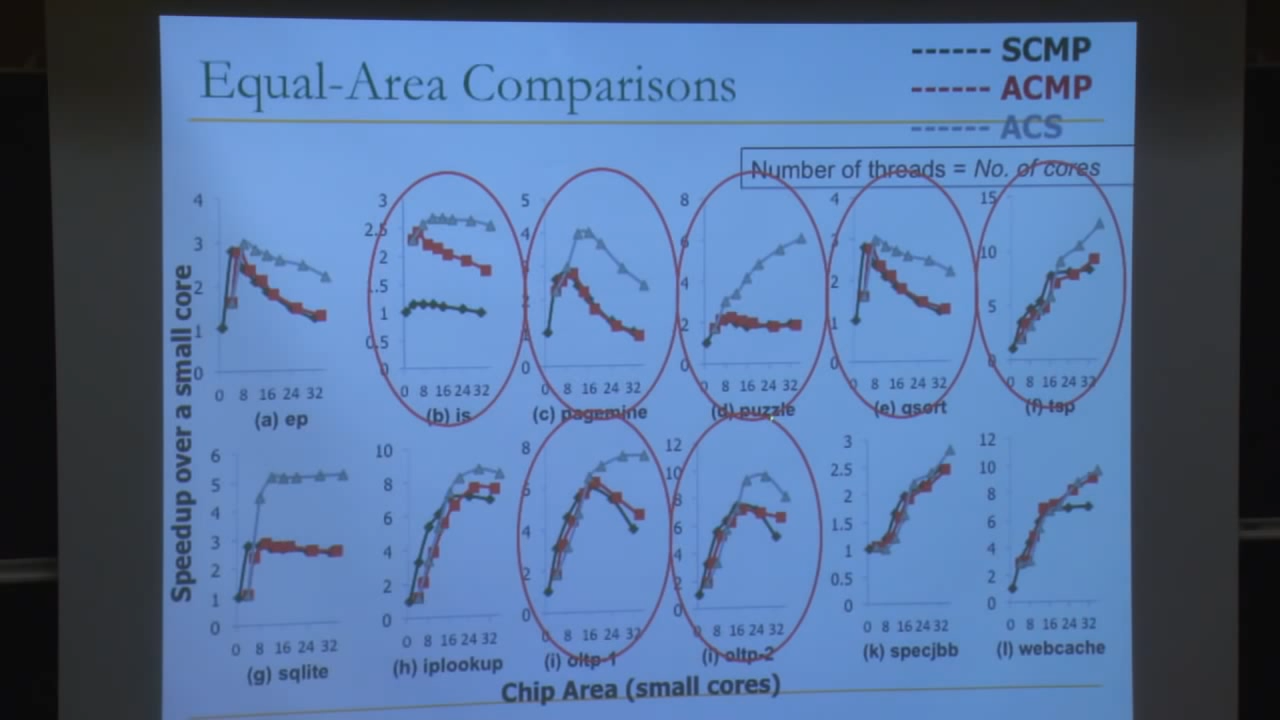 Equal-Area Comparisons
SCMP
ACMP
ACS
Number of threads = No. of cores
Speedup over a small core
4
3
2
1
0
0 8 16 24 32
(a) ep
3
2.5
2
1.5
1
0.5
0
0 8 16 24 32
(b) is
5
4
3
2
1
0
0 8 16 24 32
(c) pagemine
8
6
4
2
0
0 8 16 24 32
(d) puzzle
4
3
2
1
0
0 8 16 24 32
(e) qsort
15
10
5
0
0 8 16 24 32
(f) tsp
6
5
4
3
2
1
0
0 8 16 24 32
(g) sqlite
10
8
6
4
2
0
0 8 16 24 32
(h) iplookup
8
6
4
2
0
0 8 16 24 32
(i) oltp-1
12
10
8
6
4
2
0
0 8 16 24 32
(i) oltp-2
3
2.5
2
1.5
1
0.5
0
0 8 16 24 32
(k) specjbb
12
10
8
6
4
2
0
0 8 16 24 32
(l) webcache
Chip Area (small cores)